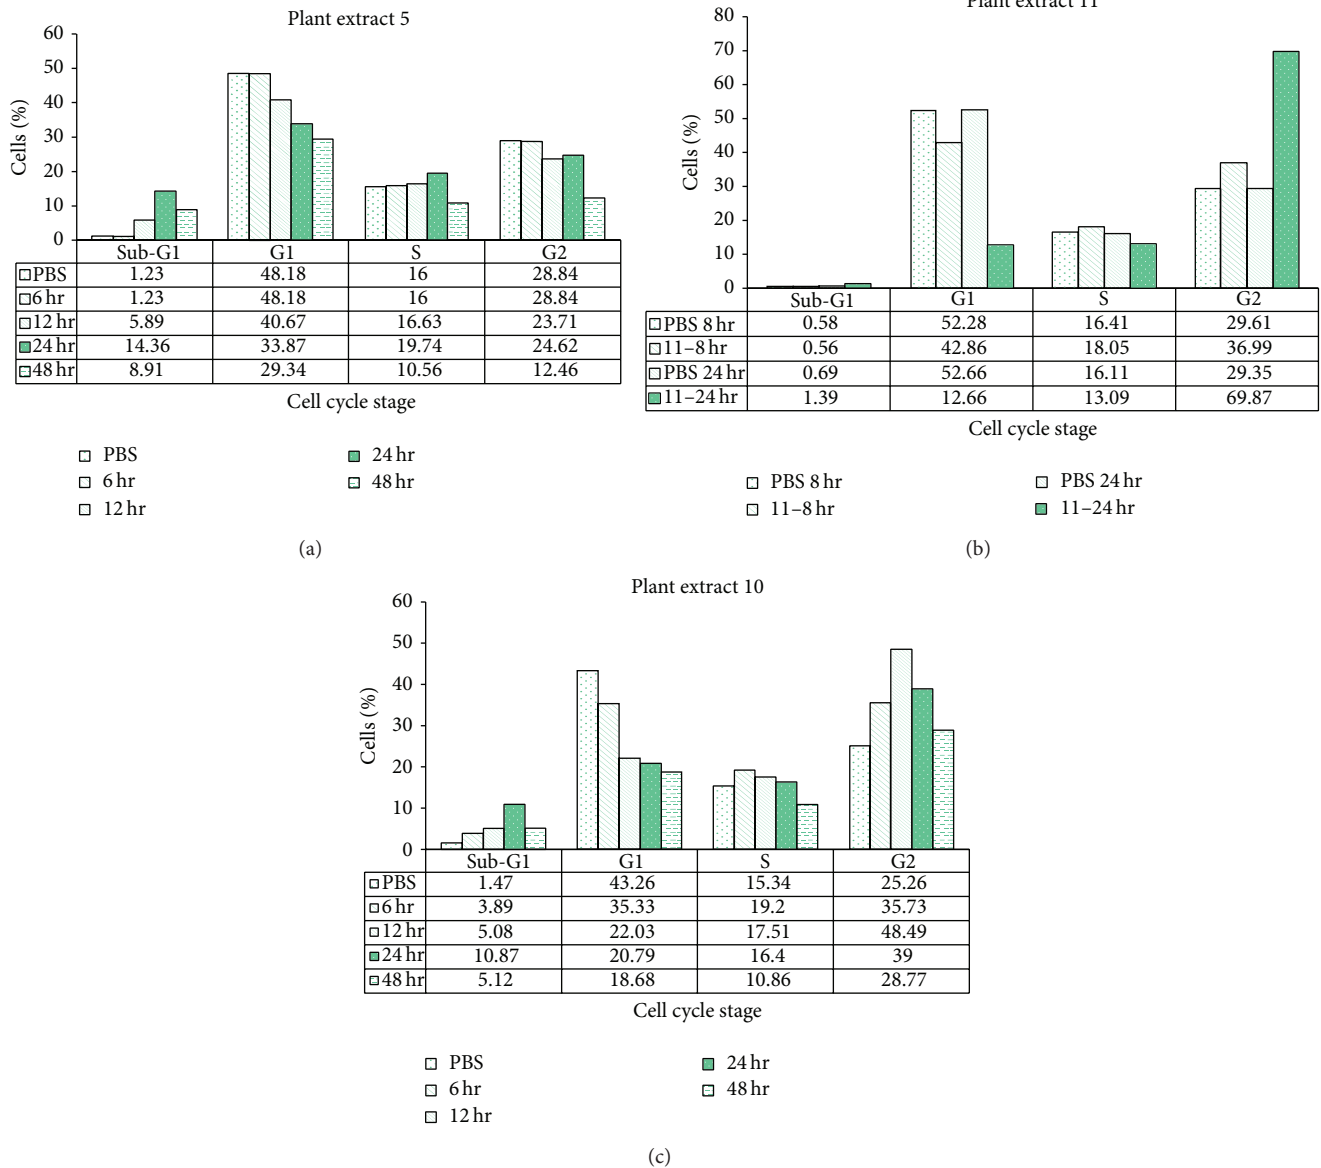 Plant extract 5
Cells (%)
60
50
40
30
20
10
0
Sub-G1 G1 S G2
PBS 1.23 48.18 16 28.84
6 hr 1.23 48.18 16 28.84
12 hr 5.89 40.67 16.63 23.71
24 hr 14.36 33.87 19.74 24.62
48 hr 8.91 29.34 10.56 12.46
Cell cycle stage
PBS
6 hr
12 hr
24 hr
48 hr
(a)
Plant extract 11
Cells (%)
80
70
60
50
40
30
20
10
0
Sub-G1 G1 S G2
PBS 8 hr 0.58 52.28 16.41 29.61
11–8 hr 0.56 42.86 18.05 36.99
PBS 24 hr 0.69 52.66 16.11 29.35
11–24 hr 1.39 12.66 13.09 69.87
Cell cycle stage
PBS 8 hr
11–8 hr
PBS 24 hr
11–24 hr
(b)
Plant extract 10
Cells (%)
60
50
40
30
20
10
0
Sub-G1 G1 S G2
PBS 1.47 43.26 15.34 25.26
6 hr 3.89 35.33 19.2 35.73
12 hr 5.08 22.03 17.51 48.49
24 hr 10.87 20.79 16.4 39
48 hr 5.12 18.68 10.86 28.77
Cell cycle stage
PBS
6 hr
12 hr
24 hr
48 hr
(c)